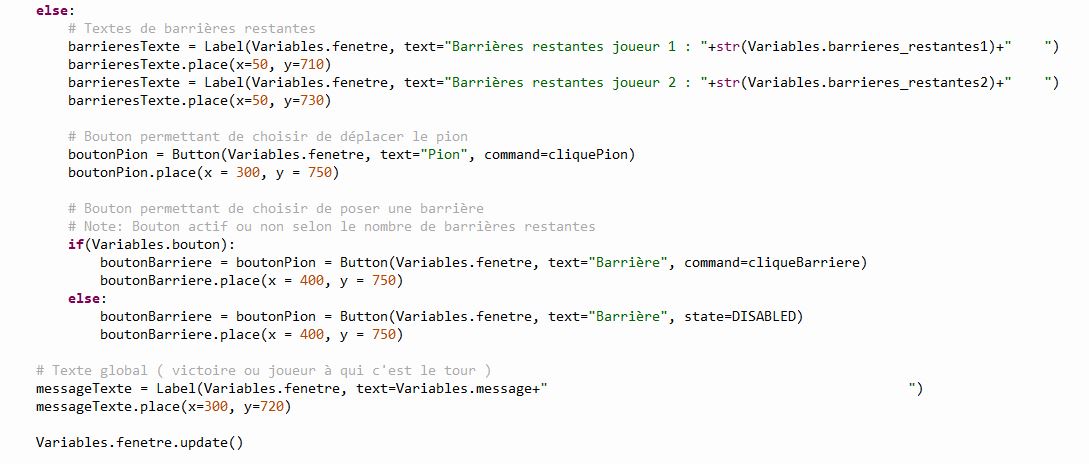 else:
    # Textes de barrières restantes
    barrieresTexte = Label(Variables.fenetre, text="Barrières restantes joueur 1 : "+str(Variables.barrieres_restantes1)+"    ")
    barrieresTexte.place(x=50, y=710)
    barrieresTexte = Label(Variables.fenetre, text="Barrières restantes joueur 2 : "+str(Variables.barrieres_restantes2)+"    ")
    barrieresTexte.place(x=50, y=730)

    # Bouton permettant de choisir de déplacer le pion
    boutonPion = Button(Variables.fenetre, text="Pion", command=cliquePion)
    boutonPion.place(x = 300, y = 750)

    # Bouton permettant de choisir de poser une barrière
    # Note: Bouton actif ou non selon le nombre de barrières restantes
    if(Variables.bouton):
        boutonBarriere = boutonPion = Button(Variables.fenetre, text="Barrière", command=cliqueBarriere)
        boutonBarriere.place(x = 400, y = 750)
    else:
        boutonBarriere = boutonPion = Button(Variables.fenetre, text="Barrière", state=DISABLED)
        boutonBarriere.place(x = 400, y = 750)

# Texte global ( victoire ou joueur à qui c'est le tour )
messageTexte = Label(Variables.fenetre, text=Variables.message+"                                             ")
messageTexte.place(x=300, y=720)

Variables.fenetre.update()